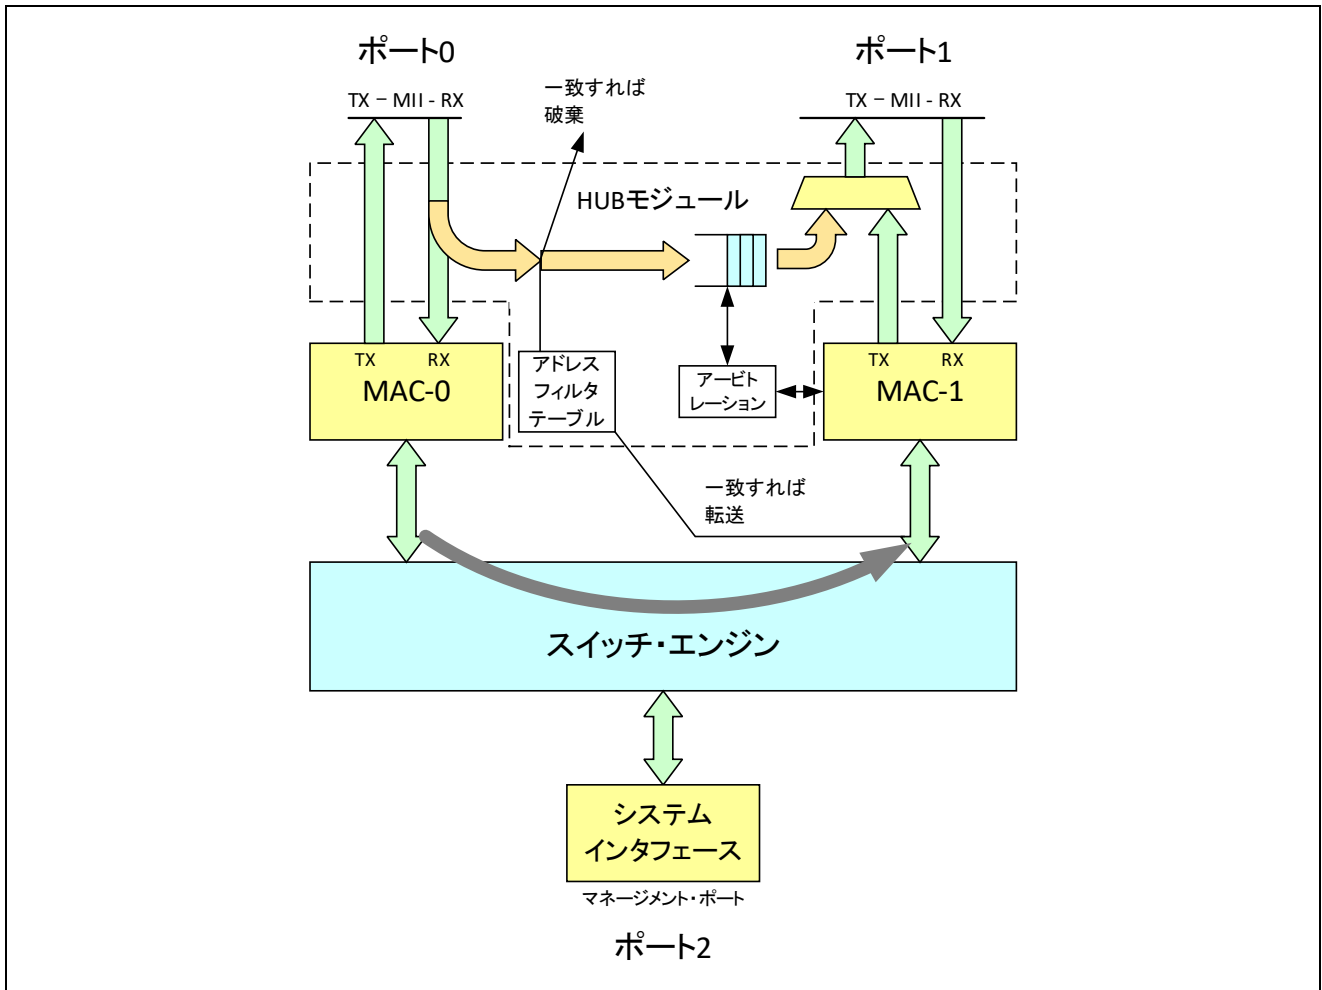 ポート0
ポート1
TX − MII - RX
TX − MII - RX
一致すれば
破棄
HUBモジュール
TX
RX
MAC-0
アドレス
フィルタ
テーブル
アービト
レーション
TX
RX
MAC-1
一致すれば
転送
スイッチ・エンジン
システム
インタフェース
マネージメント・ポート
ポート2